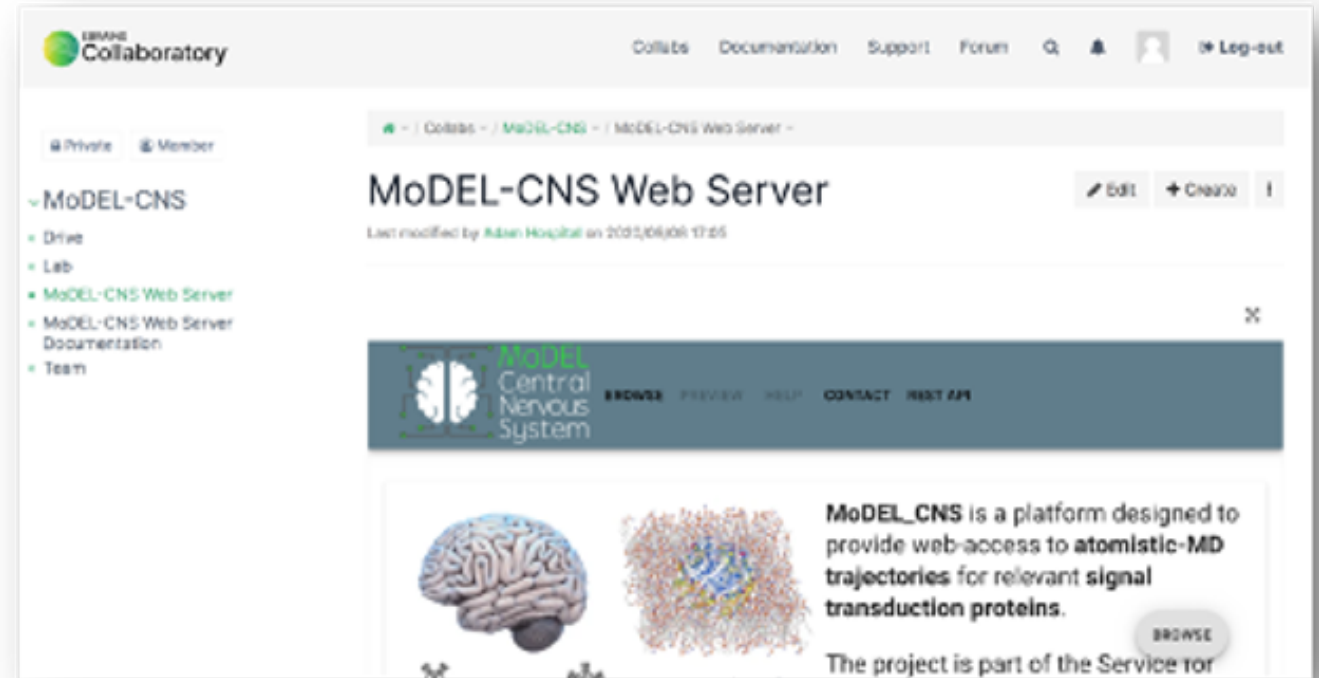 EBRAINS
Collaboratory
Collabs Documentation Support Forum Log-out
Private Member
MoDEL-CNS
Drive
Lab
MoDEL-CNS Web Server
MoDEL-CNS Web Server
Documentation
Team
/ Collabs / MoDEL-CNS / MoDEL-CNS Web Server
MoDEL-CNS Web Server
Edit + Create
Last modified by Adam Hospital on
MoDEL
Central
Nervous
System
BROWSE PREVIEW HELP CONTACT REST API
MoDEL_CNS is a platform designed to
provide web-access to atomistic-MD
trajectories for relevant signal
transduction proteins.
BROWSE
The project is part of the Service for